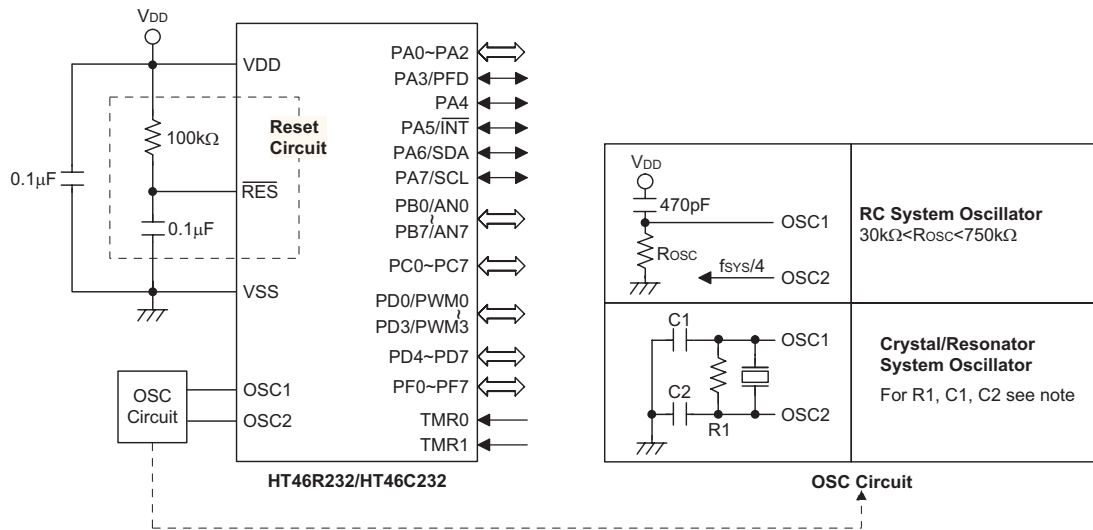 VDD
VDD
Reset
Circuit
100kΩ
0.1μF
RES
0.1μF
VSS
OSC
Circuit
OSC1
OSC2
PA0~PA2
PA3/PFD
PA4
PA5/INT
PA6/SDA
PA7/SCL
PB0/AN0
~
PB7/AN7
PC0~PC7
PD0/PWM0
~
PD3/PWM3
PD4~PD7
PF0~PF7
TMR0
TMR1
HT46R232/HT46C232
VDD
470pF
OSC1
ROSC
fSYS/4
OSC2
RC System Oscillator
30kΩ<ROSC<750kΩ
C1
OSC1
C2
OSC2
R1
Crystal/Resonator
System Oscillator
For R1, C1, C2 see note
OSC Circuit